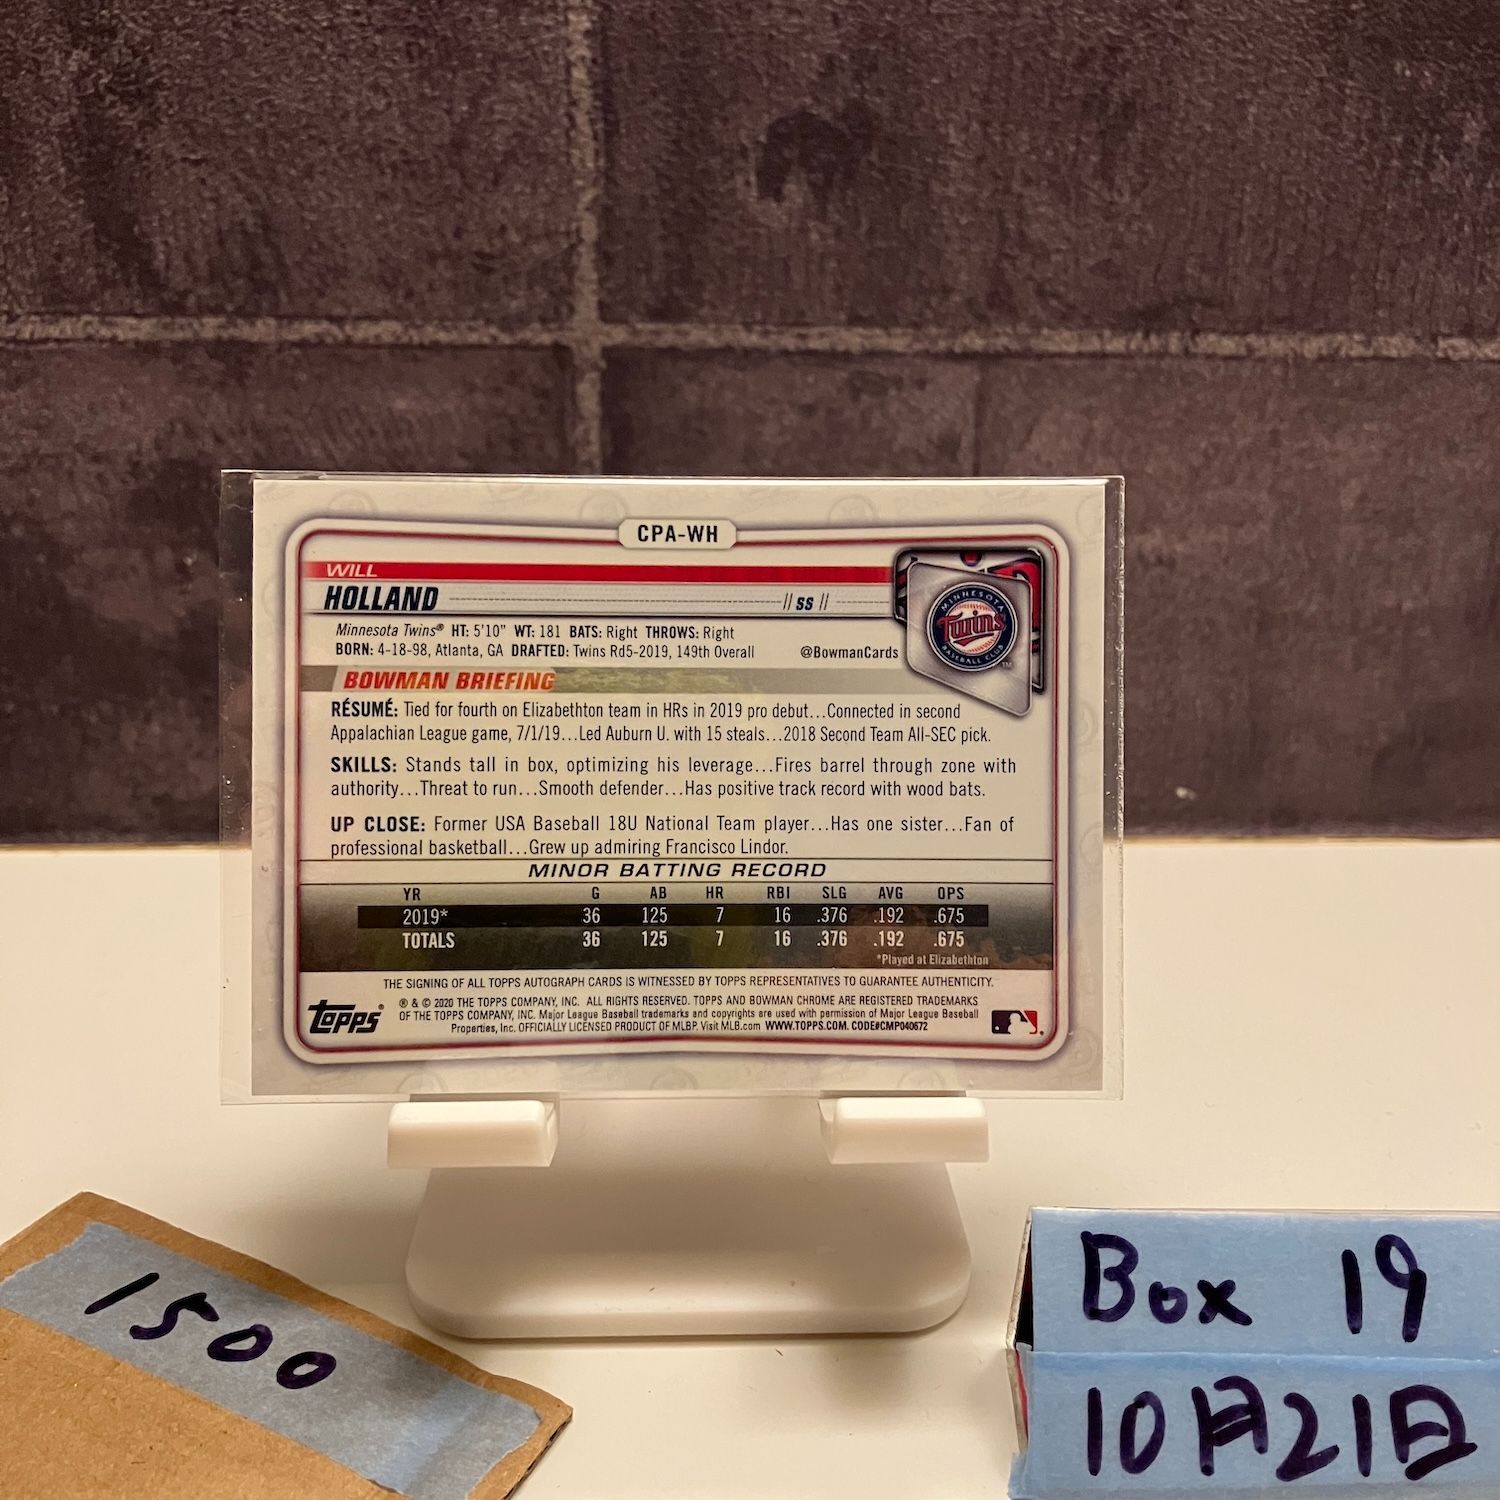 CPA-WH
WILL
HOLLAND // SS //
Minnesota Twins® HT: 5'10" WT: 181 BATS: Right THROWS: Right
BORN: 4-18-98, Atlanta, GA DRAFTED: Twins Rd5-2019, 149th Overall @BowmanCards
MINNESOTA
Twins
BASEBALL CLUB
TM
BOWMAN BRIEFING
RÉSUMÉ: Tied for fourth on Elizabethton team in HRs in 2019 pro debut...Connected in second
Appalachian League game, 7/1/19...Led Auburn U. with 15 steals...2018 Second Team All-SEC pick.
SKILLS: Stands tall in box, optimizing his leverage...Fires barrel through zone with
authority...Threat to run...Smooth defender...Has positive track record with wood bats.
UP CLOSE: Former USA Baseball 18U National Team player...Has one sister...Fan of
professional basketball...Grew up admiring Francisco Lindor.
MINOR BATTING RECORD
YR G AB HR RBI SLG AVG OPS
2019* 36 125 7 16 .376 .192 .675
TOTALS 36 125 7 16 .376 .192 .675
*Played at Elizabethton
THE SIGNING OF ALL TOPPS AUTOGRAPH CARDS IS WITNESSED BY TOPPS REPRESENTATIVES TO GUARANTEE AUTHENTICITY.
topps®
® & © 2020 THE TOPPS COMPANY, INC. ALL RIGHTS RESERVED. TOPPS AND BOWMAN CHROME ARE REGISTERED TRADEMARKS
OF THE TOPPS COMPANY, INC. Major League Baseball trademarks and copyrights are used with permission of Major League Baseball
Properties, Inc. OFFICIALLY LICENSED PRODUCT OF MLBP. Visit MLB.com WWW.TOPPS.COM. CODE#CMP040672
1500
Box 19
10月21日